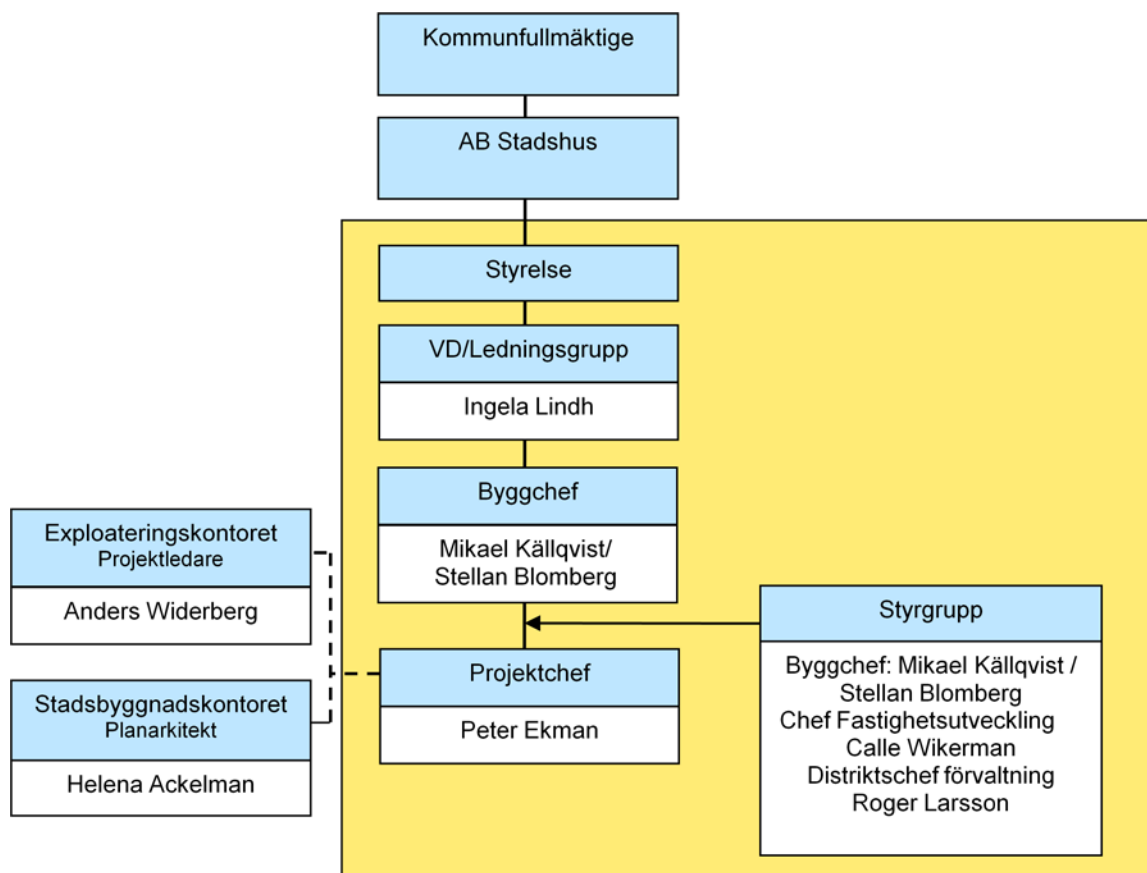 Kommunfullmäktige
AB Stadshus
Styrelse
VD/Ledningsgrupp
Ingela Lindh
Byggchef
Mikael Källqvist/
Stellan Blomberg
Exploateringskontoret
Projektledare
Anders Widerberg
Stadsbyggnadskontoret
Planarkitekt
Helena Ackelman
Projektchef
Peter Ekman
Styrgrupp
Byggchef: Mikael Källqvist /
Stellan Blomberg
Chef Fastighetsutveckling
Calle Wikerman
Distriktschef förvaltning
Roger Larsson